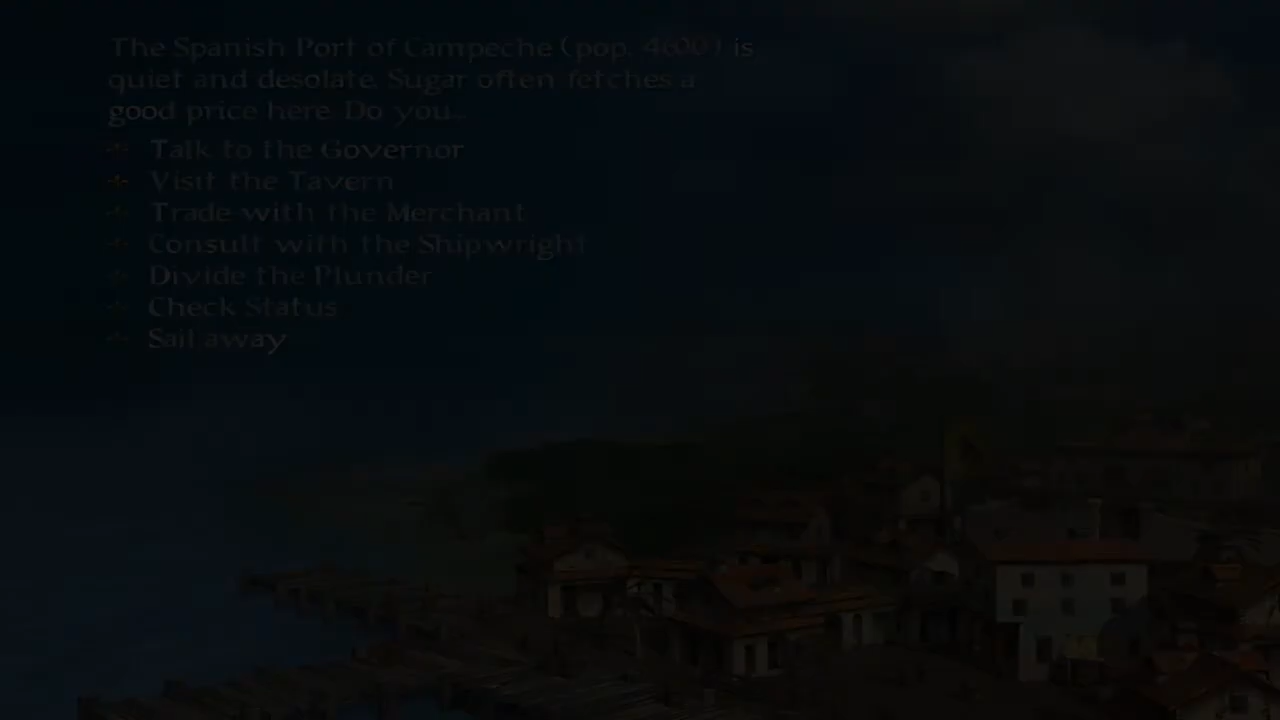 The Spanish Port of Campeche (pop. 4600) is
quiet and desolate. Sugar often fetches a
good price here. Do you...
Talk to the Governor
Visit the Tavern
Trade with the Merchant
Consult with the Shipwright
Divide the Plunder
Check Status
Sail away